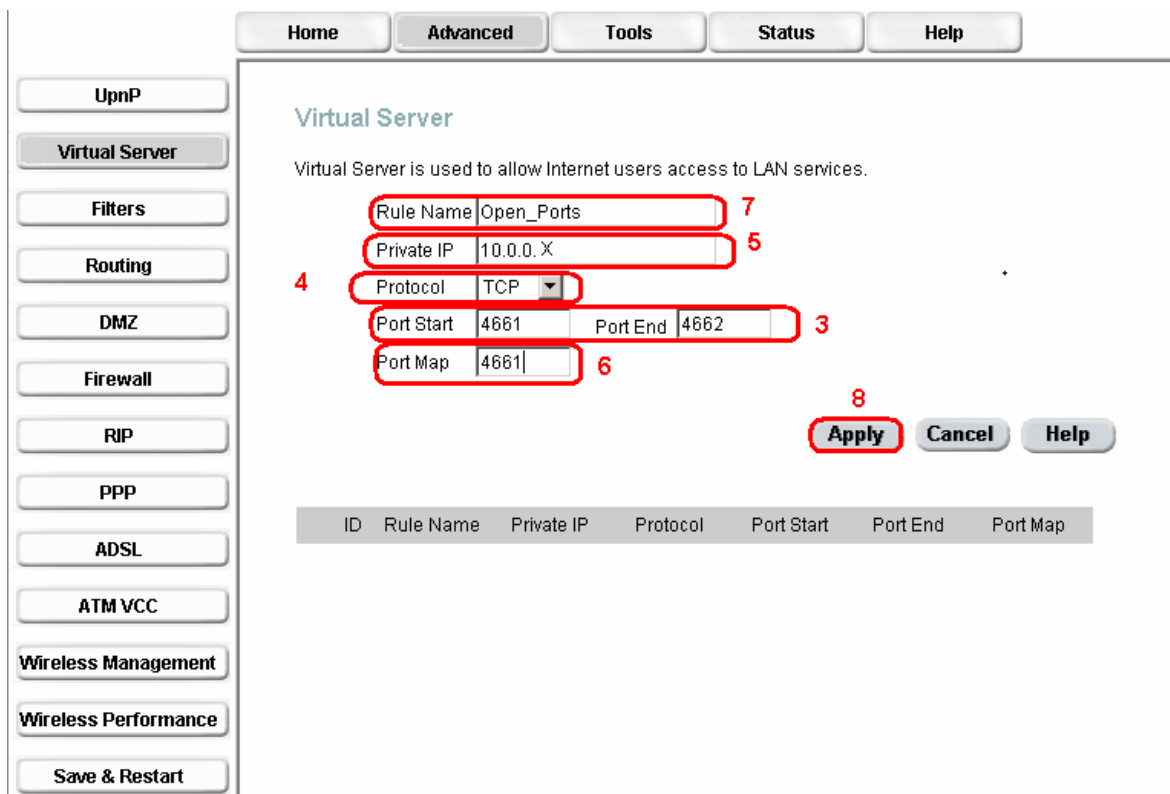 Home Advanced Tools Status Help
UpnP
Virtual Server
Filters
Routing
DMZ
Firewall
RIP
PPP
ADSL
ATM VCC
Wireless Management
Wireless Performance
Save & Restart
Virtual Server
Virtual Server is used to allow Internet users access to LAN services.
Rule Name Open_Ports 7
Private IP 10.0.0. X 5
4 Protocol TCP
Port Start 4661 Port End 4662 3
Port Map 4661 6
8
Apply Cancel Help
ID Rule Name Private IP Protocol Port Start Port End Port Map